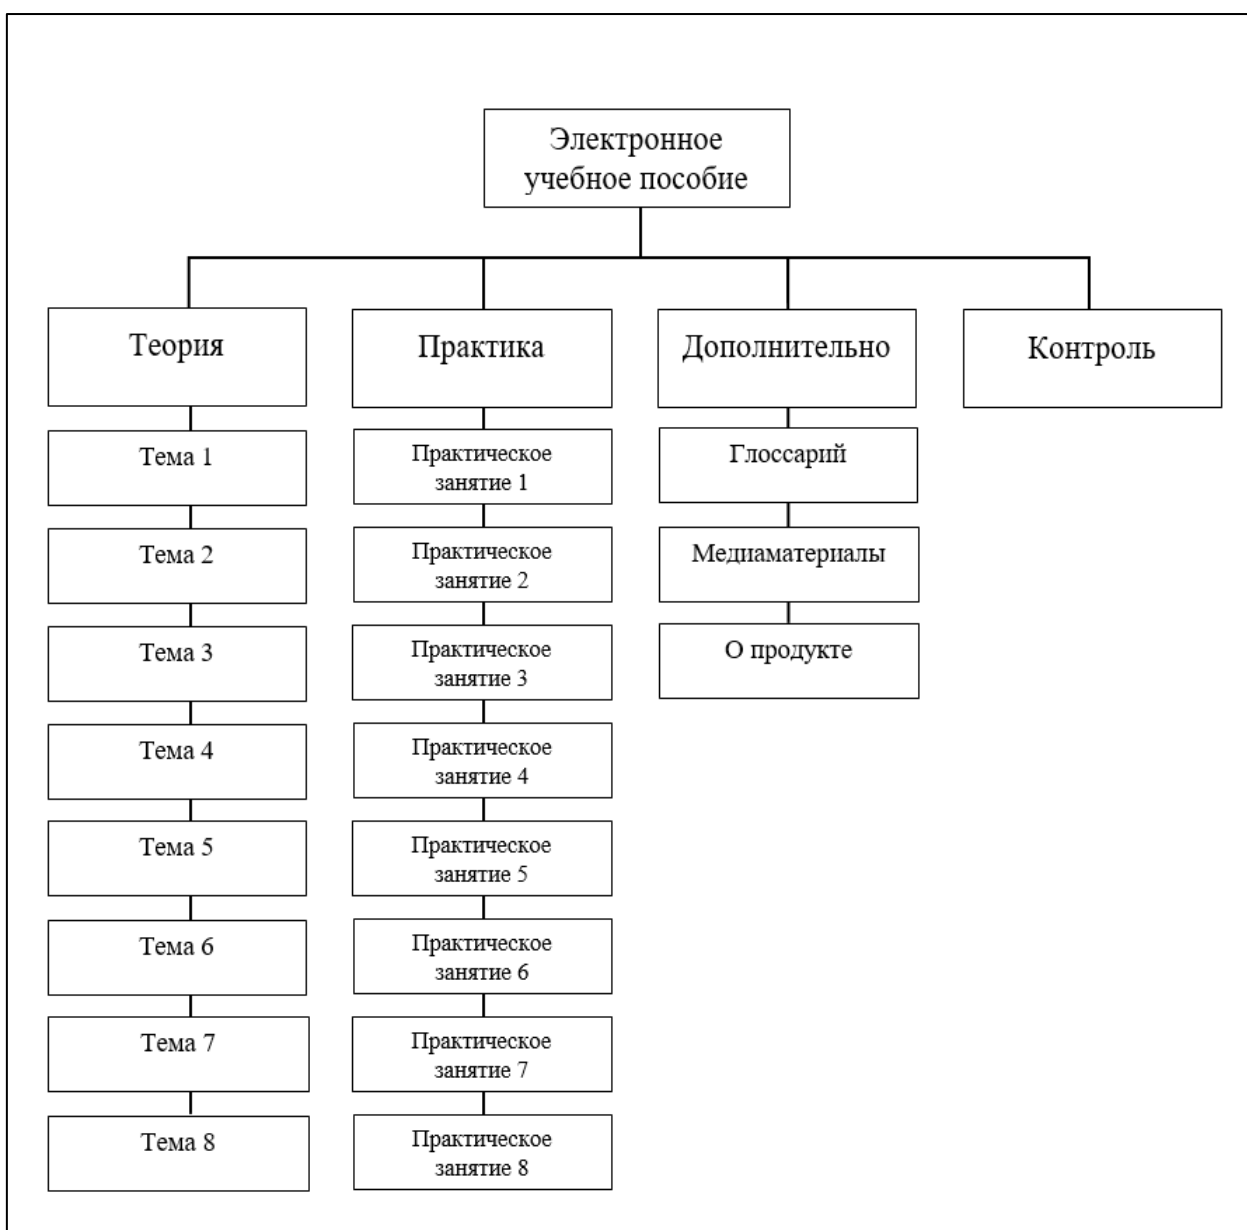 Электронное
учебное пособие
Теория
Практика
Дополнительно
Контроль
Тема 1
Практическое
занятие 1
Глоссарий
Тема 2
Практическое
занятие 2
Медиаматериалы
Тема 3
Практическое
занятие 3
О продукте
Тема 4
Практическое
занятие 4
Тема 5
Практическое
занятие 5
Тема 6
Практическое
занятие 6
Тема 7
Практическое
занятие 7
Тема 8
Практическое
занятие 8